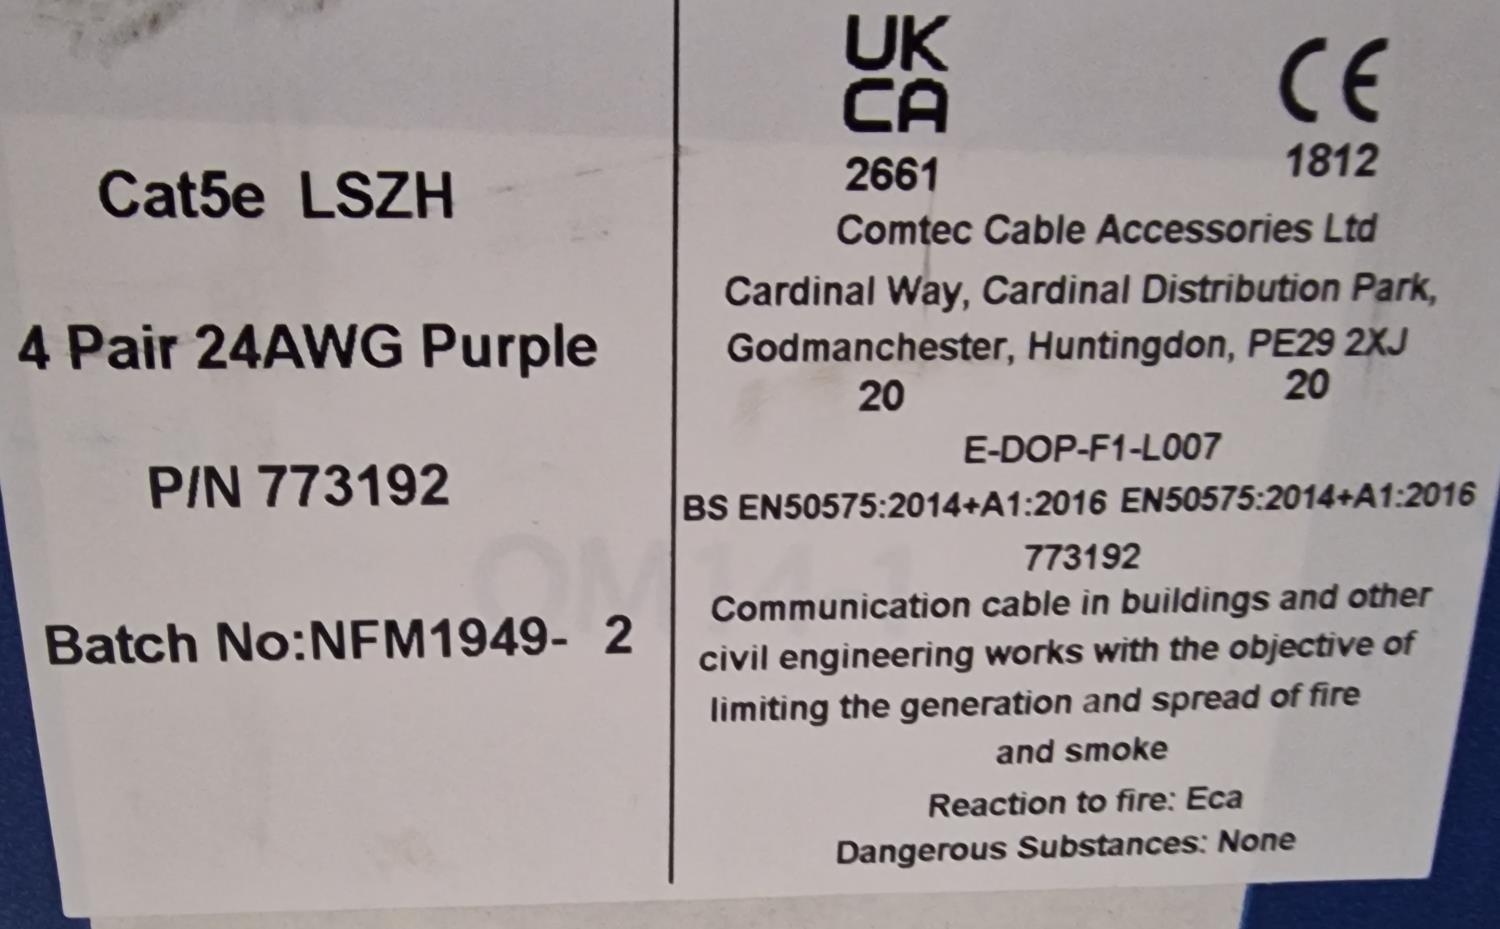 Cat5e LSZH
4 Pair 24AWG Purple
P/N 773192
Batch No:NFM1949- 2
UK
CA
CE
2661
1812
Comtec Cable Accessories Ltd
Cardinal Way, Cardinal Distribution Park,
Godmanchester, Huntingdon, PE29 2XJ
20
20
E-DOP-F1-L007
BS EN50575:2014+A1:2016 EN50575:2014+A1:2016
773192
Communication cable in buildings and other
civil engineering works with the objective of
limiting the generation and spread of fire
and smoke
Reaction to fire: Eca
Dangerous Substances: None